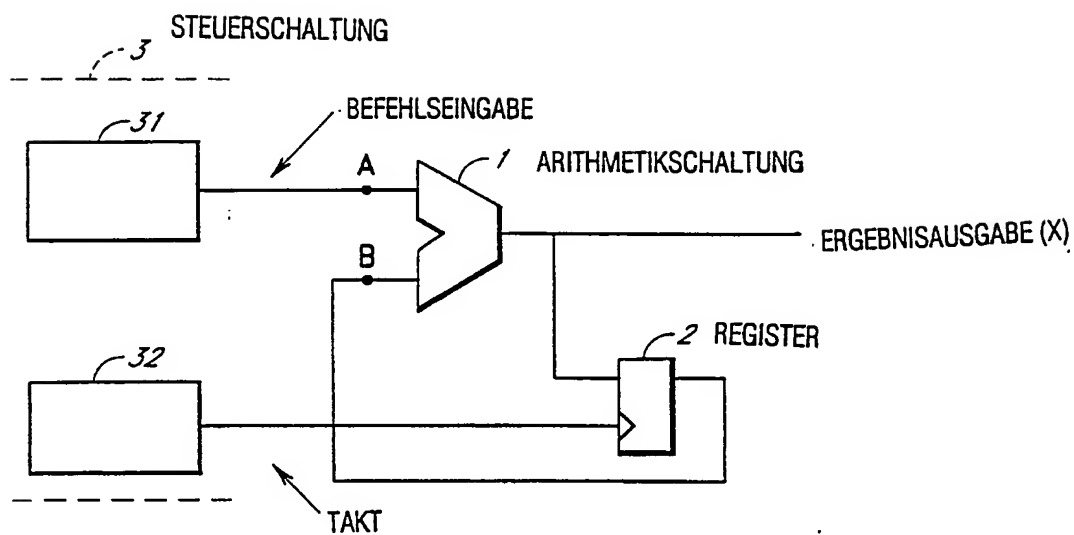 STEUERSCHALTUNG
3
31
BEFEHLSEINGABE
A
1 ARITHMETIKSCHALTUNG
B
ERGEBNISAUSGABE (X)
2 REGISTER
32
TAKT